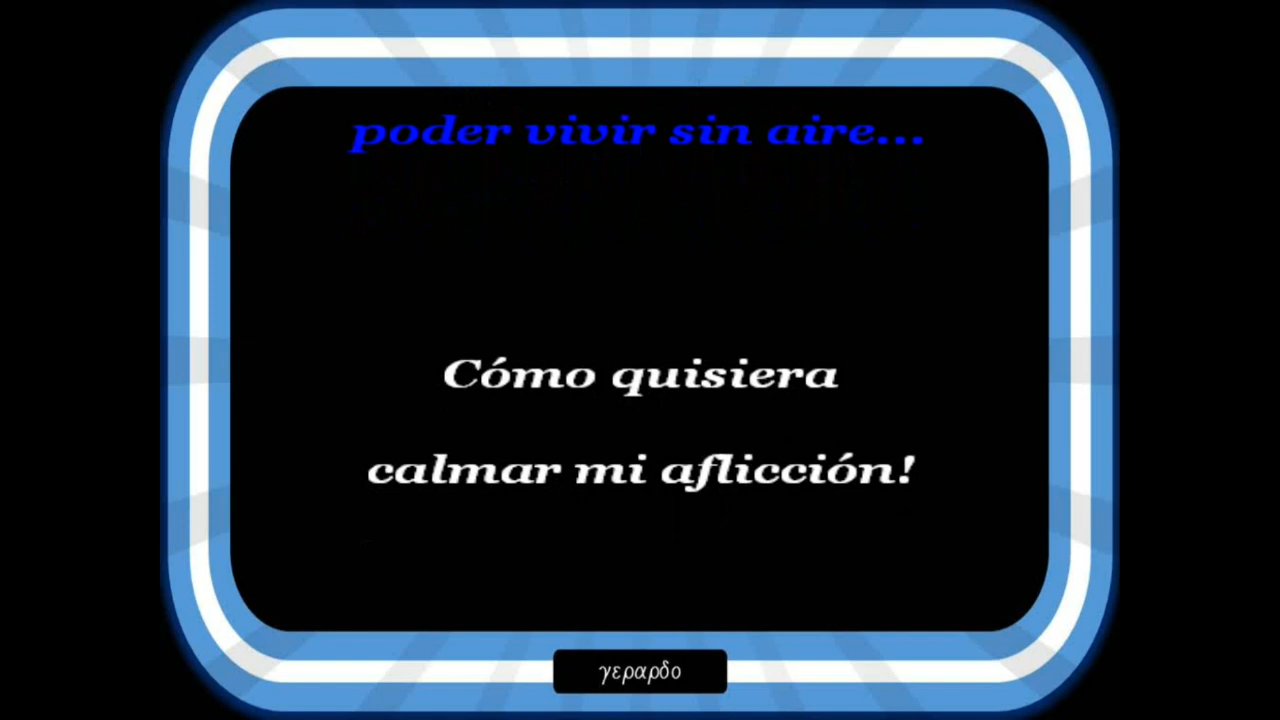 poder vivir sin aire...
Cómo quisiera
calmar mi aflicción!
γεραρδο